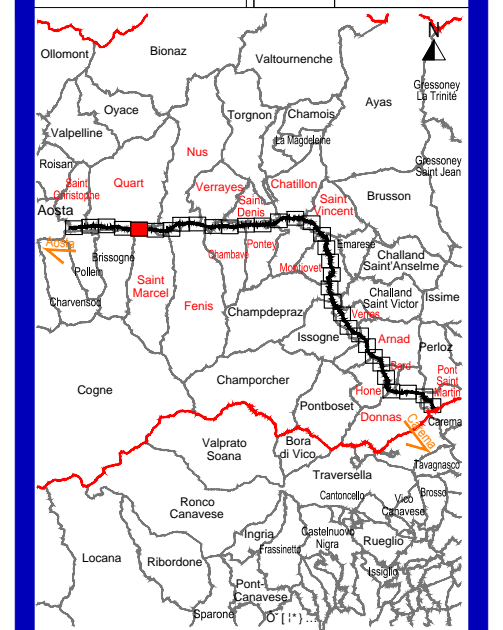 N
Ollomont
Bionaz
Valtournenche
Ayas
Gressoney
La Trinité
Oyace
Torgnon
Chamois
Valpelline
La Magdeleine
Nus
Roisan
Gressoney
Saint Jean
Saint
Christophe
Quart
Verrayes
Chatillon
Brusson
Saint
Denis
Saint
Vincent
Aosta
Aosta
Brissogne
Pollein
Chambave
Pontey
Emarese
Challand
Saint'Anselme
Montjovet
Saint
Marcel
Charvensod
Fenis
Champdepraz
Challand
Saint Victor
Issime
Verres
Issogne
Arnad
Perloz
Bard
Pont
Saint
Martin
Cogne
Champorcher
Hone
Pontboset
Donnas
Carema
Carema
Valprato
Soana
Bora
di Vico
Tavagnasco
Traversella
Cantoncello
Brosso
Vico
Canavese
Ronco
Canavese
Castelnuovo
Nigra
Ingria
Frassinetto
Rueglio
Locana
Ribordone
Issiglio
Pont-
Canavese
Sparone